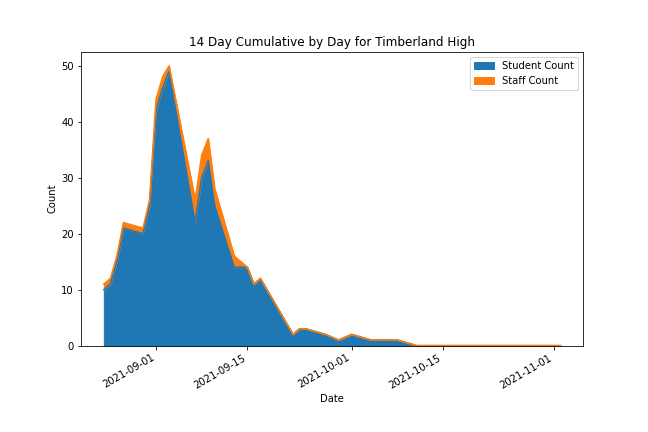 14 Day Cumulative by Day for Timberland High
Student Count
Staff Count
50
40
30
20
10
0
Count
2021-09-01
2021-09-15
2021-10-01
2021-10-15
2021-11-01
Date